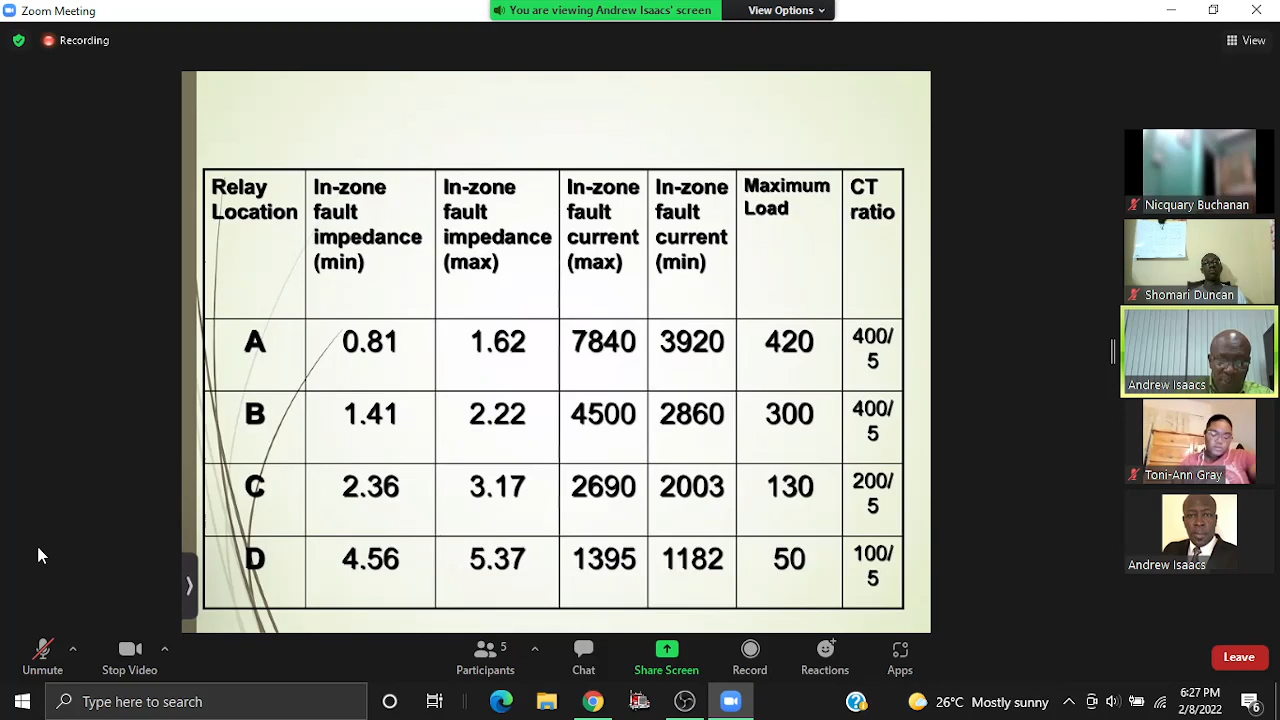 Zoom Meeting
You are viewing Andrew Isaacs' screen
View Options
Recording
View
Relay Location
In-zone fault impedance (min)
In-zone fault impedance (max)
In-zone fault current (max)
In-zone fault current (min)
Maximum Load
CT ratio
A 0.81 1.62 7840 3920 420 400/5
B 1.41 2.22 4500 2860 300 400/5
C 2.36 3.17 2690 2003 130 200/5
D 4.56 5.37 1395 1182 50 100/5
Nicquary Buchanan
Shomari Duncan
Andrew Isaacs
Toni-Ann Gray
Andrew Isaacs
Unmute
Stop Video
5
Participants
Chat
Share Screen
Record
Reactions
Apps
Leave
Type here to search
26°C Mostly sunny
6:27 PM
2/8/2022
6